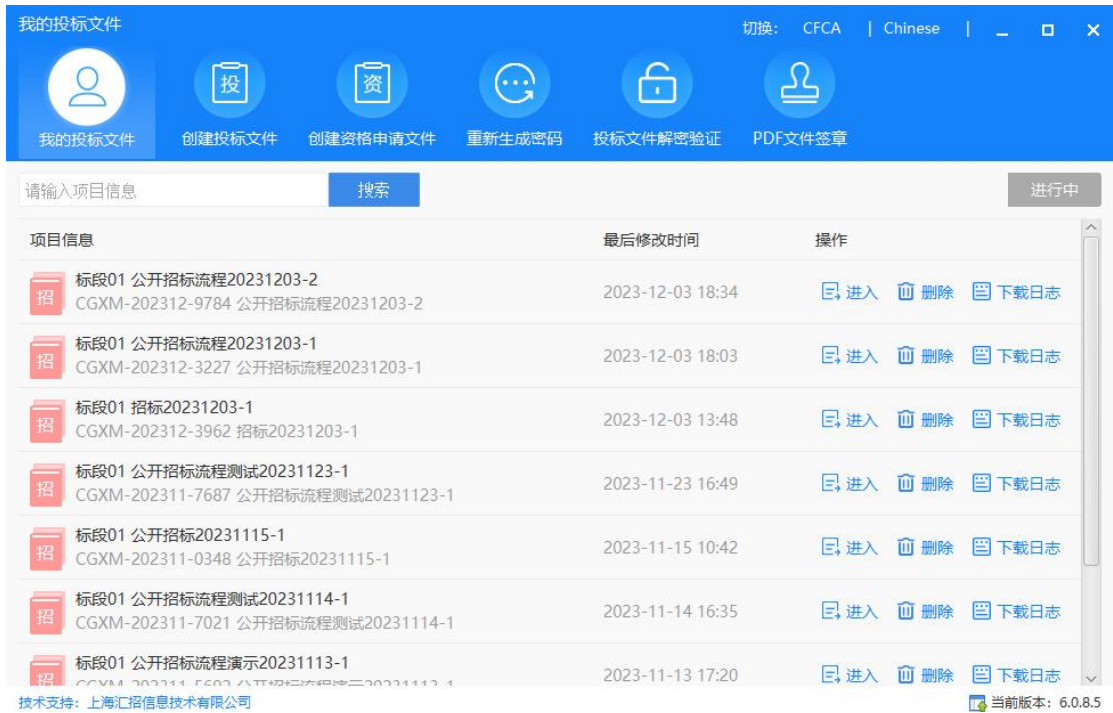 我的投标文件
切换: CFCA | Chinese |
投
资
我的投标文件 创建投标文件 创建资格申请文件 重新生成密码 投标文件解密验证 PDF文件签章
请输入项目信息 搜索 进行中
项目信息 最后修改时间 操作
标段01 公开招标流程20231203-2
招 CGXM-202312-9784 公开招标流程20231203-2 2023-12-03 18:34 进入 删除 下载日志
标段01 公开招标流程20231203-1
招 CGXM-202312-3227 公开招标流程20231203-1 2023-12-03 18:03 进入 删除 下载日志
标段01 招标20231203-1
招 CGXM-202312-3962 招标20231203-1 2023-12-03 13:48 进入 删除 下载日志
标段01 公开招标流程测试20231123-1
招 CGXM-202311-7687 公开招标流程测试20231123-1 2023-11-23 16:49 进入 删除 下载日志
标段01 公开招标20231115-1
招 CGXM-202311-0348 公开招标20231115-1 2023-11-15 10:42 进入 删除 下载日志
标段01 公开招标流程测试20231114-1
招 CGXM-202311-7021 公开招标流程测试20231114-1 2023-11-14 16:35 进入 删除 下载日志
标段01 公开招标流程演示20231113-1
招 2023-11-13 17:20 进入 删除 下载日志
技术支持: 上海汇招信息技术有限公司 当前版本: 6.0.8.5